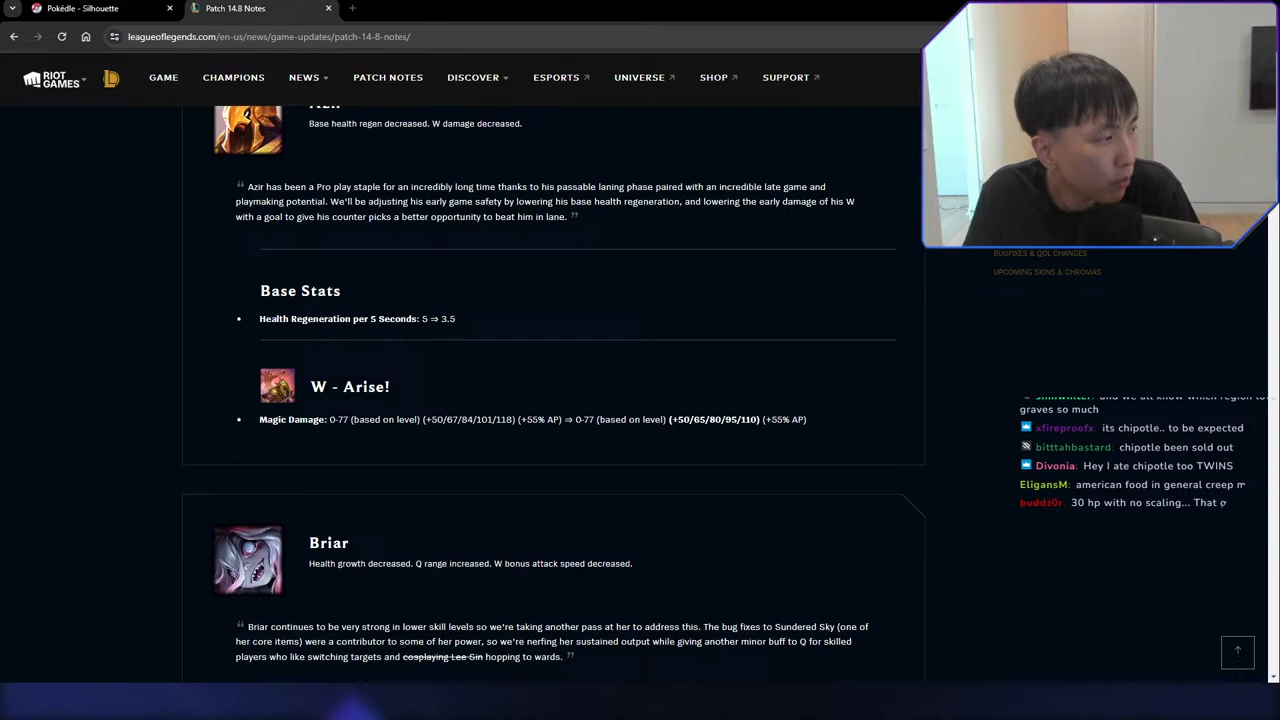 Pokédle - Silhouette
Patch 14.8 Notes
leagueoflegends.com/en-us/news/game-updates/patch-14-8-notes/
RIOT GAMES
GAME
CHAMPIONS
NEWS
PATCH NOTES
DISCOVER
ESPORTS
UNIVERSE
SHOP
SUPPORT
Base health regen decreased. W damage decreased.
“ Azir has been a Pro play staple for an incredibly long time thanks to his passable laning phase paired with an incredible late game and
playmaking potential. We'll be adjusting his early game safety by lowering his base health regeneration, and lowering the early damage of his W
with a goal to give his counter picks a better opportunity to beat him in lane. ”
Base Stats
• Health Regeneration per 5 Seconds: 5 ⇒ 3.5
W - Arise!
• Magic Damage: 0-77 (based on level) (+50/67/84/101/118) (+55% AP) ⇒ 0-77 (based on level) (+50/65/80/95/110) (+55% AP)
Briar
Health growth decreased. Q range increased. W bonus attack speed decreased.
“ Briar continues to be very strong in lower skill levels so we're taking another pass at her to address this. The bug fixes to Sundered Sky (one of
her core items) were a contributor to some of her power, so we're nerfing her sustained output while giving another minor buff to Q for skilled
players who like switching targets and cosplaying Lee Sin hopping to wards. ”
BUGFIXES & QOL CHANGES
UPCOMING SKINS & CHROMAS
and we all know which region
graves so much
xfireproofx: its chipotle.. to be expected
bitttahbastard: chipotle been sold out
Divonia: Hey I ate chipotle too TWINS
EligansM: american food in general creep
buddz0r: 30 hp with no scaling... That